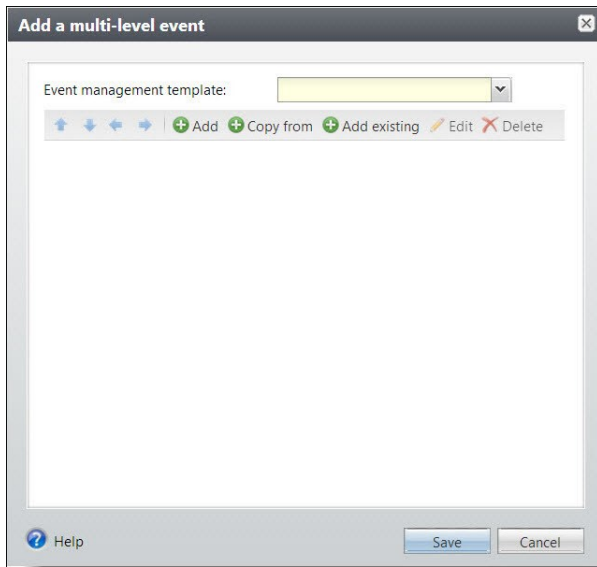 Add a multi-level event
Event management template:
Add Copy from Add existing Edit Delete
Help Save Cancel